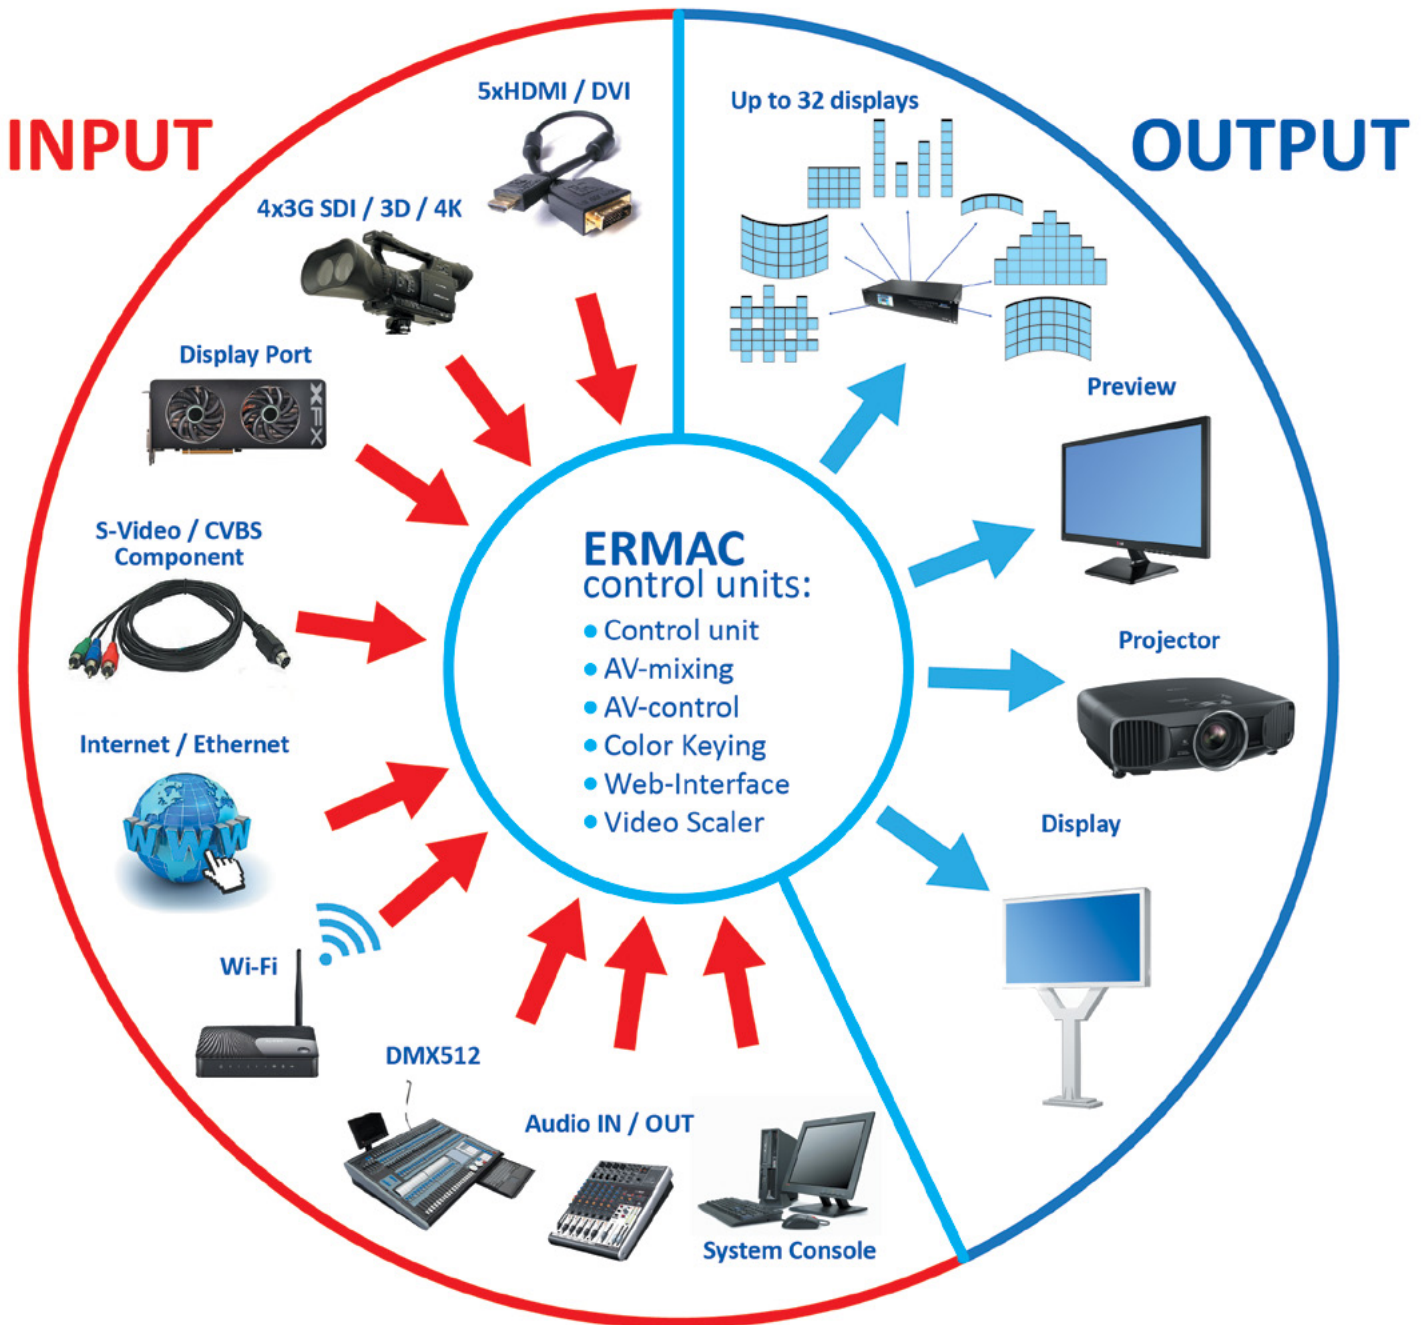 INPUT
OUTPUT
5xHDMI / DVI
4x3G SDI / 3D / 4K
Display Port
XFX
S-Video / CVBS
Component
Internet / Ethernet
WWW
Wi-Fi
DMX512
Audio IN / OUT
System Console
ERMAC
control units:
• Control unit
• AV-mixing
• AV-control
• Color Keying
• Web-Interface
• Video Scaler
Up to 32 displays
Preview
Projector
Display